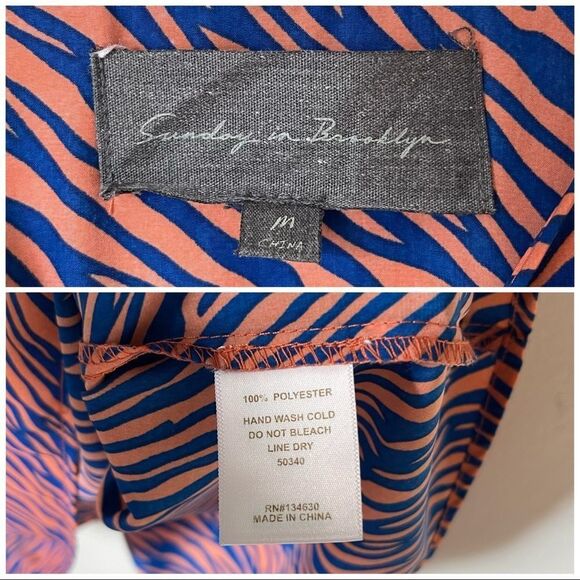 Sunday in Brooklyn
M
CHINA
100% POLYESTER
HAND WASH COLD
DO NOT BLEACH
LINE DRY
50340
RN#134630
MADE IN CHINA